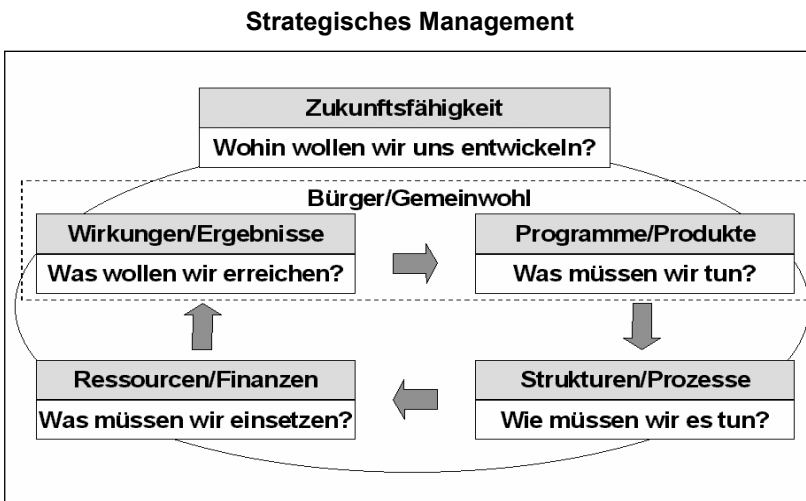 Strategisches Management
Zukunftsfähigkeit
Wohin wollen wir uns entwickeln?
Bürger/Gemeinwohl
Wirkungen/Ergebnisse
Was wollen wir erreichen?
Programme/Produkte
Was müssen wir tun?
Ressourcen/Finanzen
Was müssen wir einsetzen?
Strukturen/Prozesse
Wie müssen wir es tun?